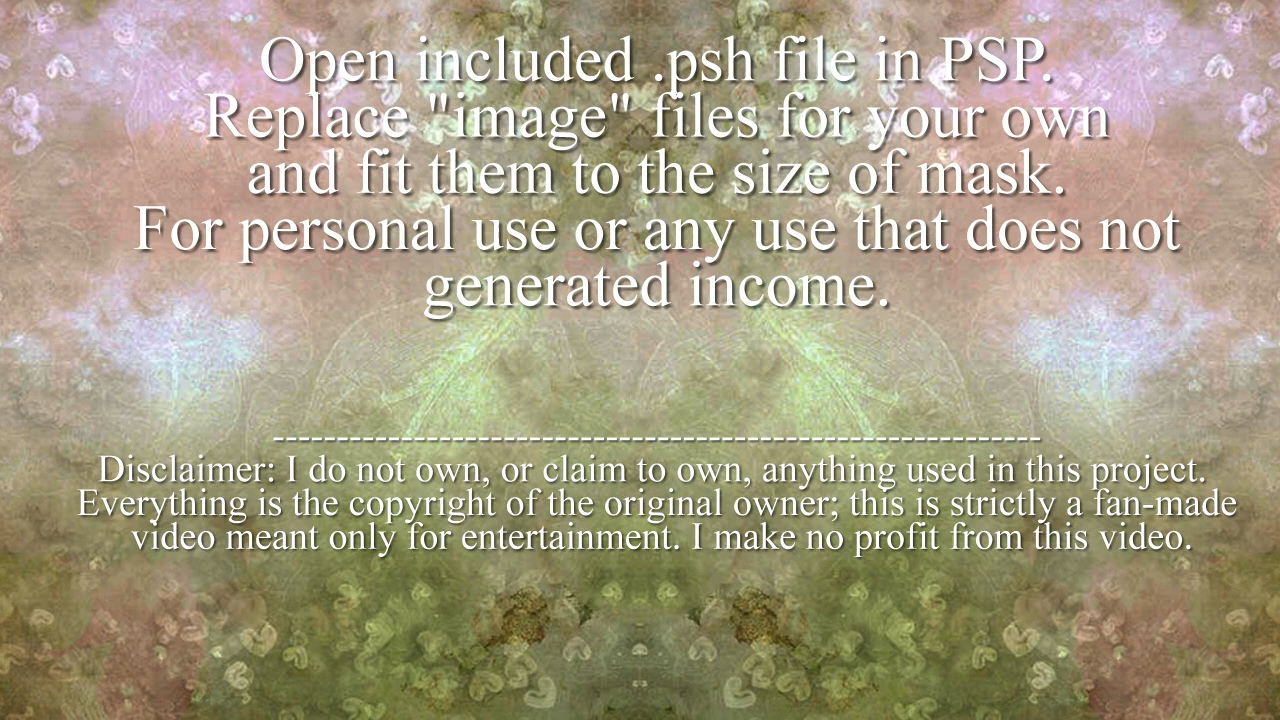 Open included .psh file in PSP.
Replace "image" files for your own
and fit them to the size of mask.
For personal use or any use that does not
generated income.
------------------------------------------------------------
Disclaimer: I do not own, or claim to own, anything used in this project.
Everything is the copyright of the original owner; this is strictly a fan-made
video meant only for entertainment. I make no profit from this video.